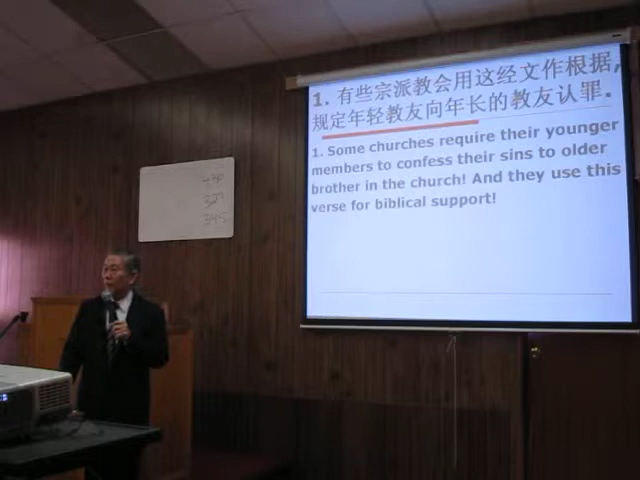 1. 有些宗派教会用这经文作根据,
规定年轻教友向年长的教友认罪.
1. Some churches require their younger
members to confess their sins to older
brother in the church! And they use this
verse for biblical support!
327
345